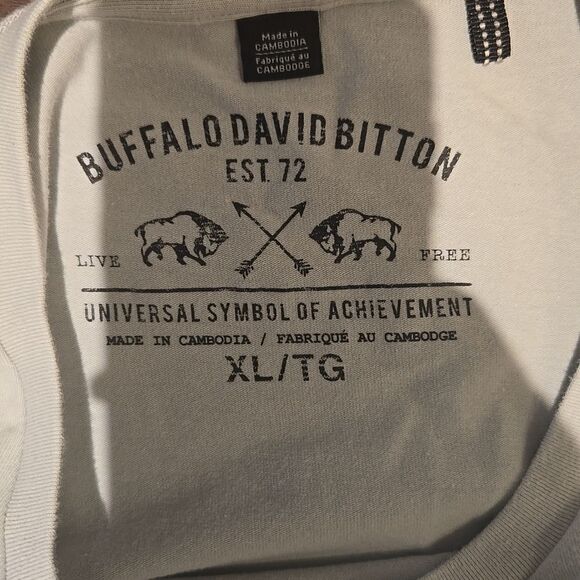 Made in
CAMBODIA
Fabriqué au
CAMBODGE
BUFFALO DAVID BITTON
EST. 72
LIVE FREE
UNIVERSAL SYMBOL OF ACHIEVEMENT
MADE IN CAMBODIA / FABRIQUÉ AU CAMBODGE
XL/TG